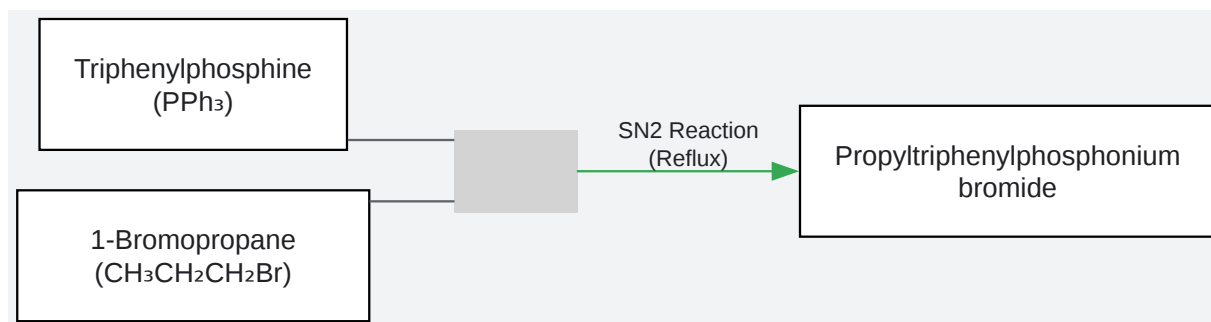 Triphenylphosphine
(PPh₃)
1-Bromopropane
(CH₃CH₂CH₂Br)
SN2 Reaction
(Reflux)
Propyltriphenylphosphonium
bromide